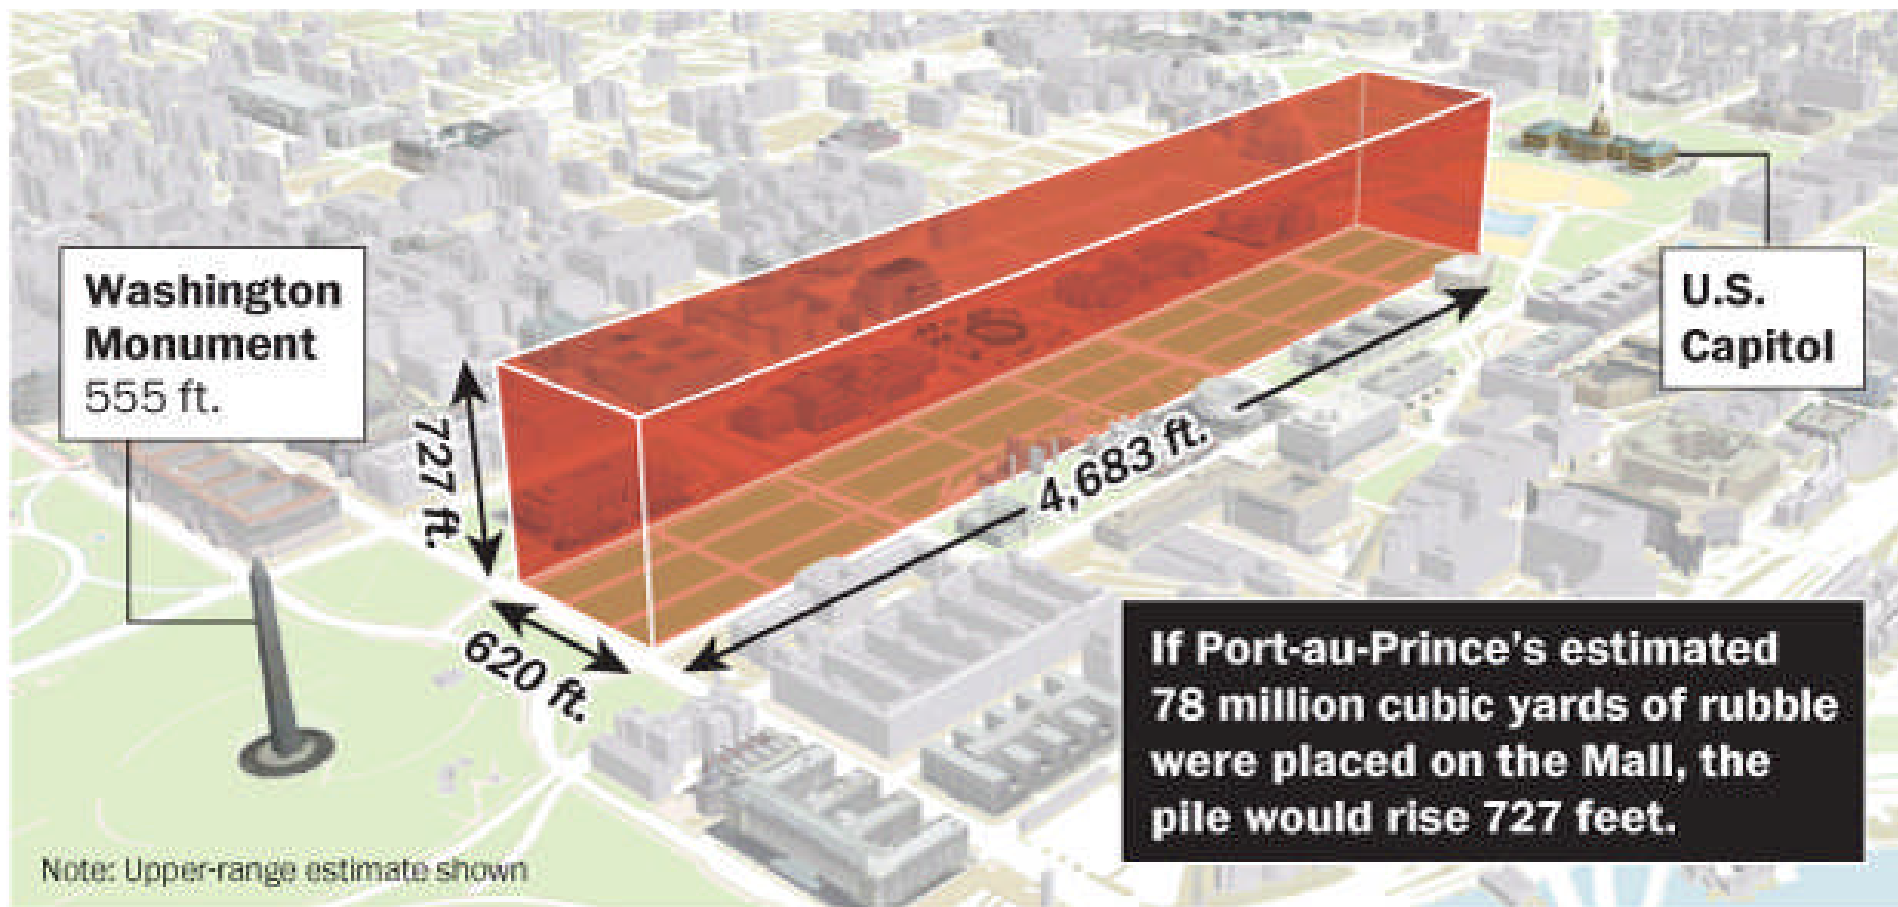 Washington
Monument
555 ft.
U.S.
Capitol
727 ft.
4,683 ft.
620 ft.
If Port-au-Prince's estimated
78 million cubic yards of rubble
were placed on the Mall, the
pile would rise 727 feet.
Note: Upper-range estimate shown